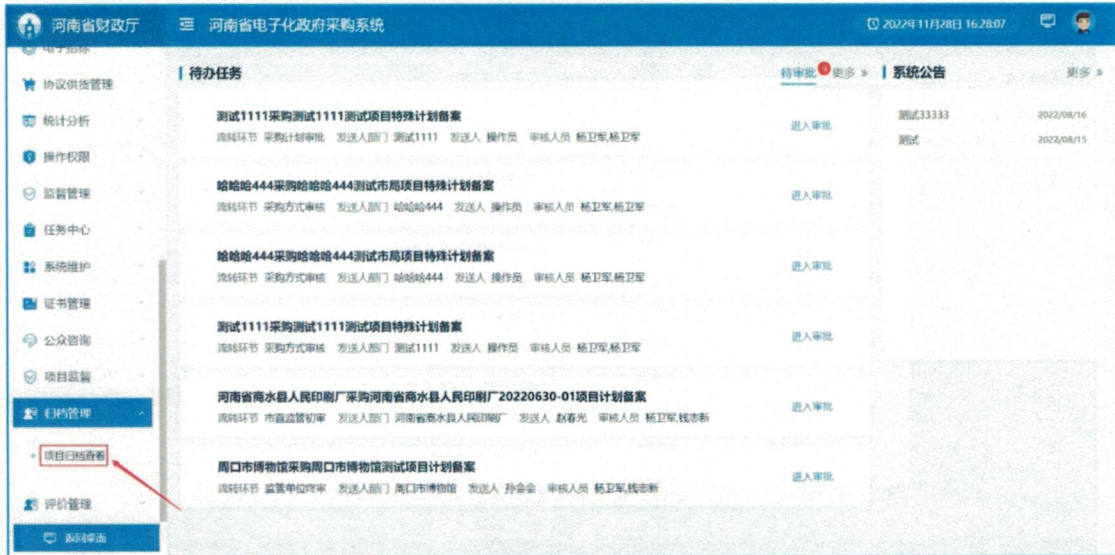 河南省财政厅
河南省电子化政府采购系统
2022年11月28日 16:28:07
电子招标
协议供货管理
统计分析
操作权限
监督管理
任务中心
系统维护
证书管理
公众咨询
项目监督
归档管理
项目归档查看
评价管理
返回桌面
待办任务
待审批 更多 »
测试1111采购测试1111测试项目特殊计划备案
流转环节 采购计划审批 发送人部门 测试1111 发送人 操作员 审核人员 杨卫军,杨卫军
进入审批
哈哈哈444采购哈哈哈444测试市局项目特殊计划备案
流转环节 采购方式审核 发送人部门 哈哈哈444 发送人 操作员 审核人员 杨卫军,杨卫军
进入审批
哈哈哈444采购哈哈哈444测试市局项目特殊计划备案
流转环节 采购方式审核 发送人部门 哈哈哈444 发送人 操作员 审核人员 杨卫军,杨卫军
进入审批
测试1111采购测试1111测试项目特殊计划备案
流转环节 采购方式审核 发送人部门 测试1111 发送人 操作员 审核人员 杨卫军,杨卫军
进入审批
河南省商水县人民印刷厂采购河南省商水县人民印刷厂20220630-01项目计划备案
流转环节 市直监管初审 发送人部门 河南省商水县人民印刷厂 发送人 赵春光 审核人员 杨卫军,钱志新
进入审批
周口市博物馆采购周口市博物馆测试项目计划备案
流转环节 监管单位终审 发送人部门 周口市博物馆 发送人 孙会会 审核人员 杨卫军,钱志新
进入审批
系统公告
更多 »
测试33333 2022/08/16
测试 2022/08/15